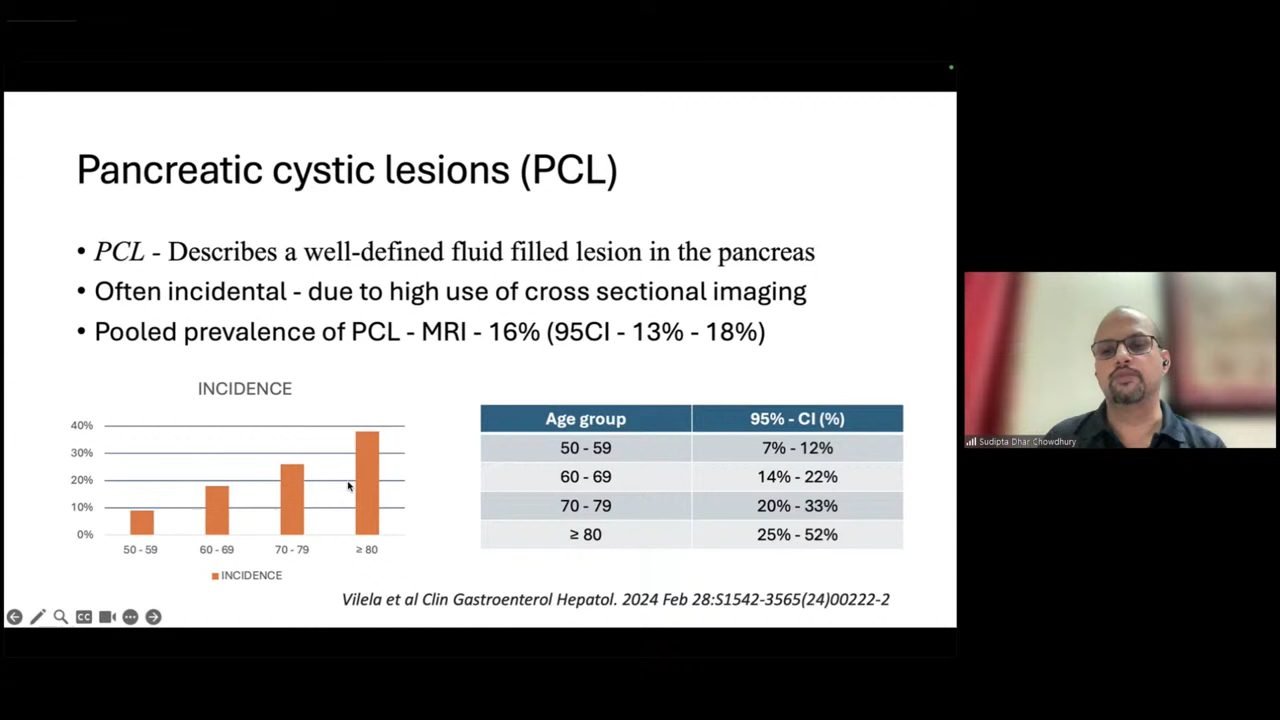 Pancreatic cystic lesions (PCL)
• PCL - Describes a well-defined fluid filled lesion in the pancreas
• Often incidental - due to high use of cross sectional imaging
• Pooled prevalence of PCL - MRI - 16% (95CI - 13% - 18%)
INCIDENCE
40%
30%
20%
10%
0%
50 - 59 60 - 69 70 - 79 ≥ 80
INCIDENCE
Age group 95% - CI (%)
50 - 59 7% - 12%
60 - 69 14% - 22%
70 - 79 20% - 33%
≥ 80 25% - 52%
Vilela et al Clin Gastroenterol Hepatol. 2024 Feb 28:S1542-3565(24)00222-2
CC
Sudipta Dhar Chowdhury